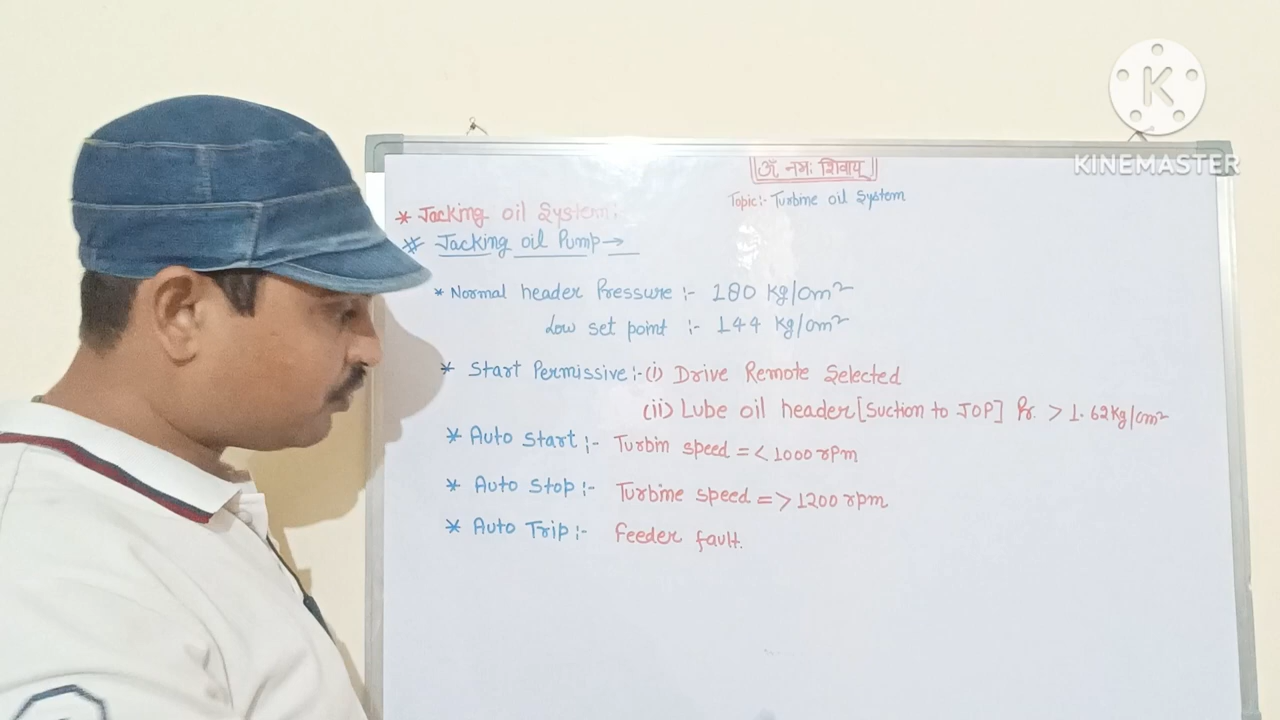 ॐ नमः शिवाय्
Topic:- Turbine oil System
* Jacking oil System:
# Jacking oil Pump→
* Normal header Pressure :- 180 Kg/cm²
Low set point :- 144 Kg/cm²
* Start Permissive:- (i) Drive Remote Selected
(ii) Lube oil header [Suction to JOP] Pr. > 1.62Kg/cm²
* Auto Start :- Turbin speed = < 1000 rpm
* Auto Stop :- Turbine speed = > 1200 rpm
* Auto Trip :- Feeder fault.
K
KINEMASTER